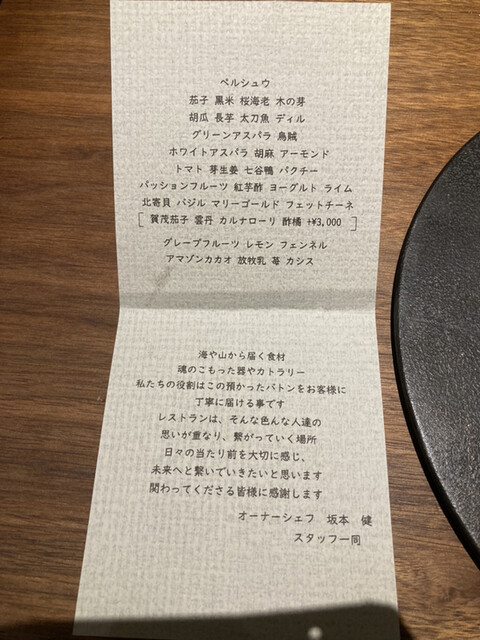 ペルシュウ
茄子 黒米 桜海老 木の芽
胡瓜 長芋 太刀魚 ディル
グリーンアスパラ 烏賊
ホワイトアスパラ 胡麻 アーモンド
トマト 芽生姜 七谷鴨 パクチー
パッションフルーツ 紅芋酢 ヨーグルト ライム
北寄貝 バジル マリーゴールド フェットチーネ
[ 賀茂茄子 雲丹 カルナローリ 酢橘 +¥3,000 ]
グレープフルーツ レモン フェンネル
アマゾンカカオ 放牧乳 苺 カシス
海や山から届く食材
魂のこもった器やカトラリー
私たちの役割はこの預かったバトンをお客様に
丁寧に届ける事です
レストランは、そんな色んな人達の
思いが重なり、繋がっていく場所
日々の当たり前を大切に感じ、
未来へと繋いでいきたいと思います
関わってくださる皆様に感謝します
オーナーシェフ 坂本 健
スタッフ一同